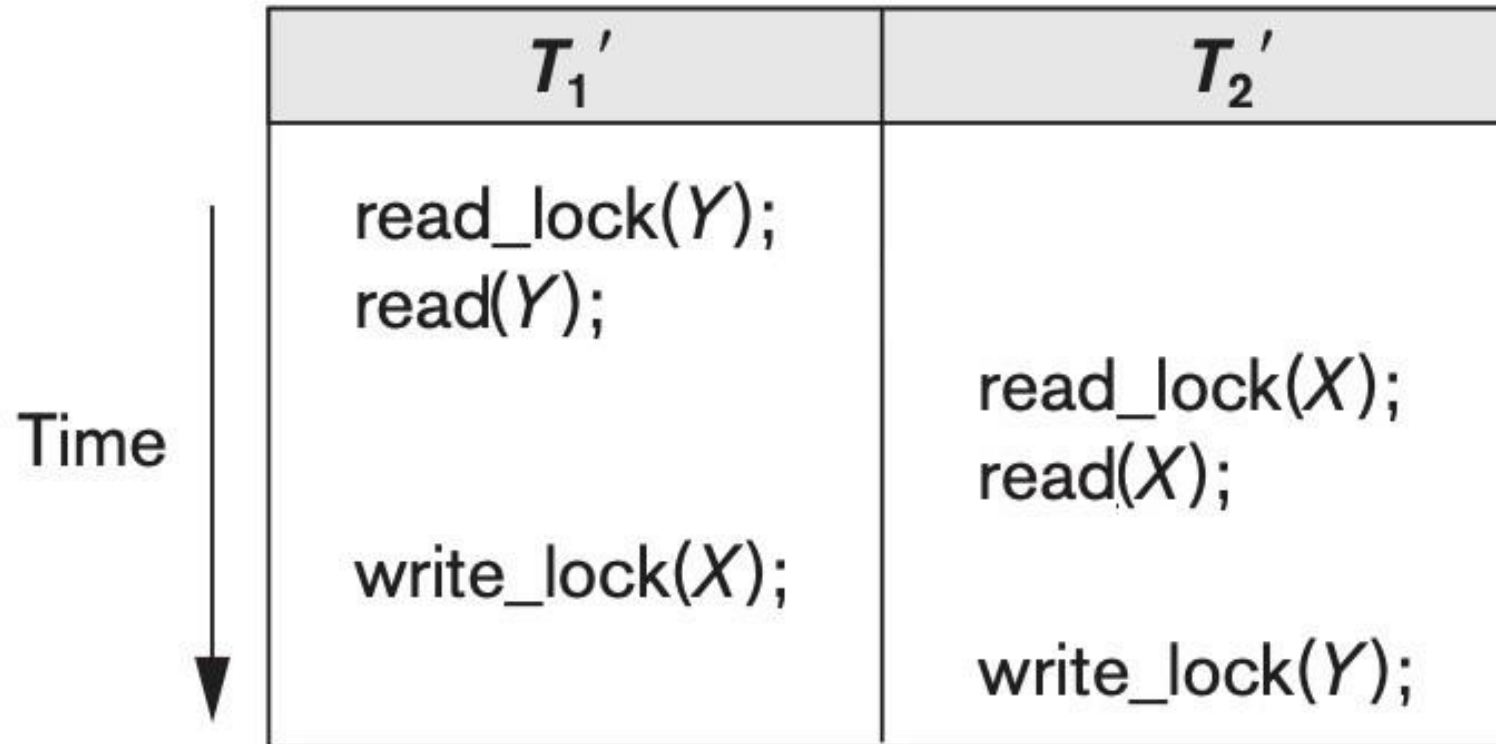 T₁′ T₂′
read_lock(Y);
read(Y);
read_lock(X);
Time
read(X);
write_lock(X);
write_lock(Y);